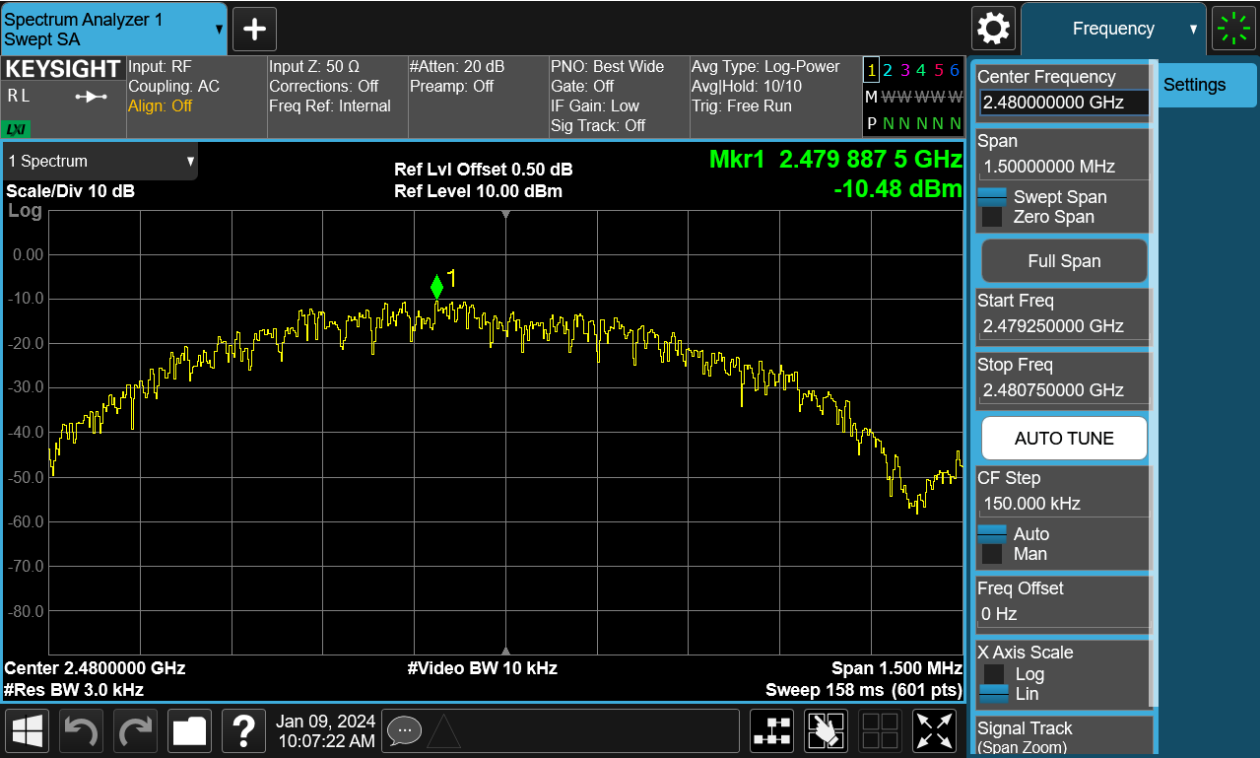 Spectrum Analyzer 1
Swept SA
+
Frequency
KEYSIGHT
R L
LXI
Input: RF
Coupling: AC
Align: Off
Input Z: 50 Ω
Corrections: Off
Freq Ref: Internal
#Atten: 20 dB
Preamp: Off
PNO: Best Wide
Gate: Off
IF Gain: Low
Sig Track: Off
Avg Type: Log-Power
Avg|Hold: 10/10
Trig: Free Run
1 2 3 4 5 6
M W W W W W
P N N N N N
1 Spectrum
Scale/Div 10 dB
Log
Ref Lvl Offset 0.50 dB
Ref Level 10.00 dBm
Mkr1 2.479 887 5 GHz
-10.48 dBm
1
0.00
-10.0
-20.0
-30.0
-40.0
-50.0
-60.0
-70.0
-80.0
Center 2.4800000 GHz
#Video BW 10 kHz
Span 1.500 MHz
#Res BW 3.0 kHz
Sweep 158 ms (601 pts)
?
Jan 09, 2024
10:07:22 AM
Center Frequency
2.480000000 GHz
Settings
Span
1.50000000 MHz
Swept Span
Zero Span
Full Span
Start Freq
2.479250000 GHz
Stop Freq
2.480750000 GHz
AUTO TUNE
CF Step
150.000 kHz
Auto
Man
Freq Offset
0 Hz
X Axis Scale
Log
Lin
Signal Track
(Span Zoom)